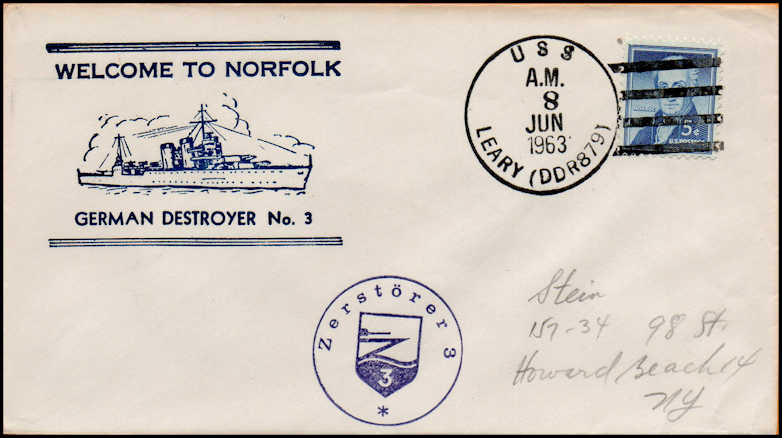 WELCOME TO NORFOLK
GERMAN DESTROYER No. 3
USS
A.M.
8
JUN
1963
LEARY (DDR879)
5¢
U.S. POSTAGE
Zerstörer 3
Z
3
*
Stein
157-34 98 St.
Howard Beach 14
NY